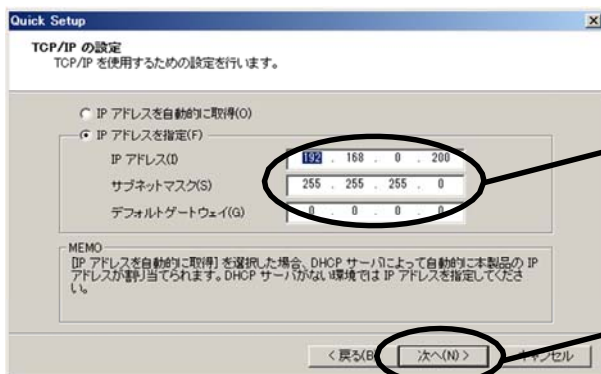 Quick Setup
TCP/IP の設定
TCP/IP を使用するための設定を行います。
IP アドレスを自動的に取得(O)
IP アドレスを指定(F)
IP アドレス(I) 192 . 168 . 0 . 200
サブネットマスク(S) 255 . 255 . 255 . 0
デフォルトゲートウェイ(G) 0 . 0 . 0 . 0
MEMO
[IP アドレスを自動的に取得] を選択した場合、DHCP サーバによって自動的に本製品の IP
アドレスが割り当てられます。DHCP サーバがない環境では IP アドレスを指定してくださ
い。
< 戻る(B 次へ(N) > キャンセル